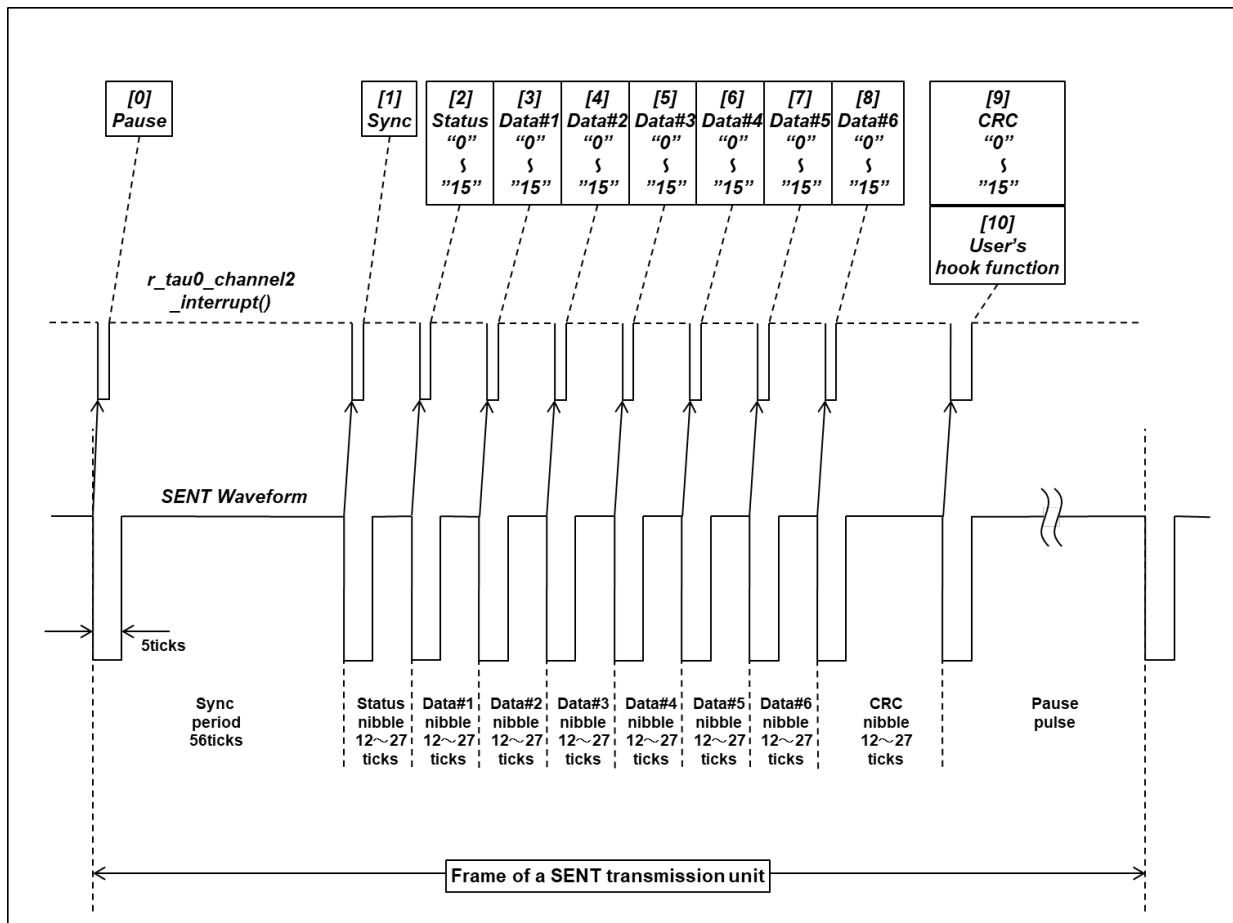 [0]
Pause
[1]
Sync
[2]
Status
“0”
∽
”15”
[3]
Data#1
“0”
∽
”15”
[4]
Data#2
“0”
∽
”15”
[5]
Data#3
“0”
∽
”15”
[6]
Data#4
“0”
∽
”15”
[7]
Data#5
“0”
∽
”15”
[8]
Data#6
“0”
∽
”15”
[9]
CRC
“0”
∽
”15”
[10]
User’s
hook function
r_tau0_channel2
_interrupt()
SENT Waveform
5ticks
Sync
period
56ticks
Status
nibble
12～27
ticks
Data#1
nibble
12～27
ticks
Data#2
nibble
12～27
ticks
Data#3
nibble
12～27
ticks
Data#4
nibble
12～27
ticks
Data#5
nibble
12～27
ticks
Data#6
nibble
12～27
ticks
CRC
nibble
12～27
ticks
Pause
pulse
Frame of a SENT transmission unit